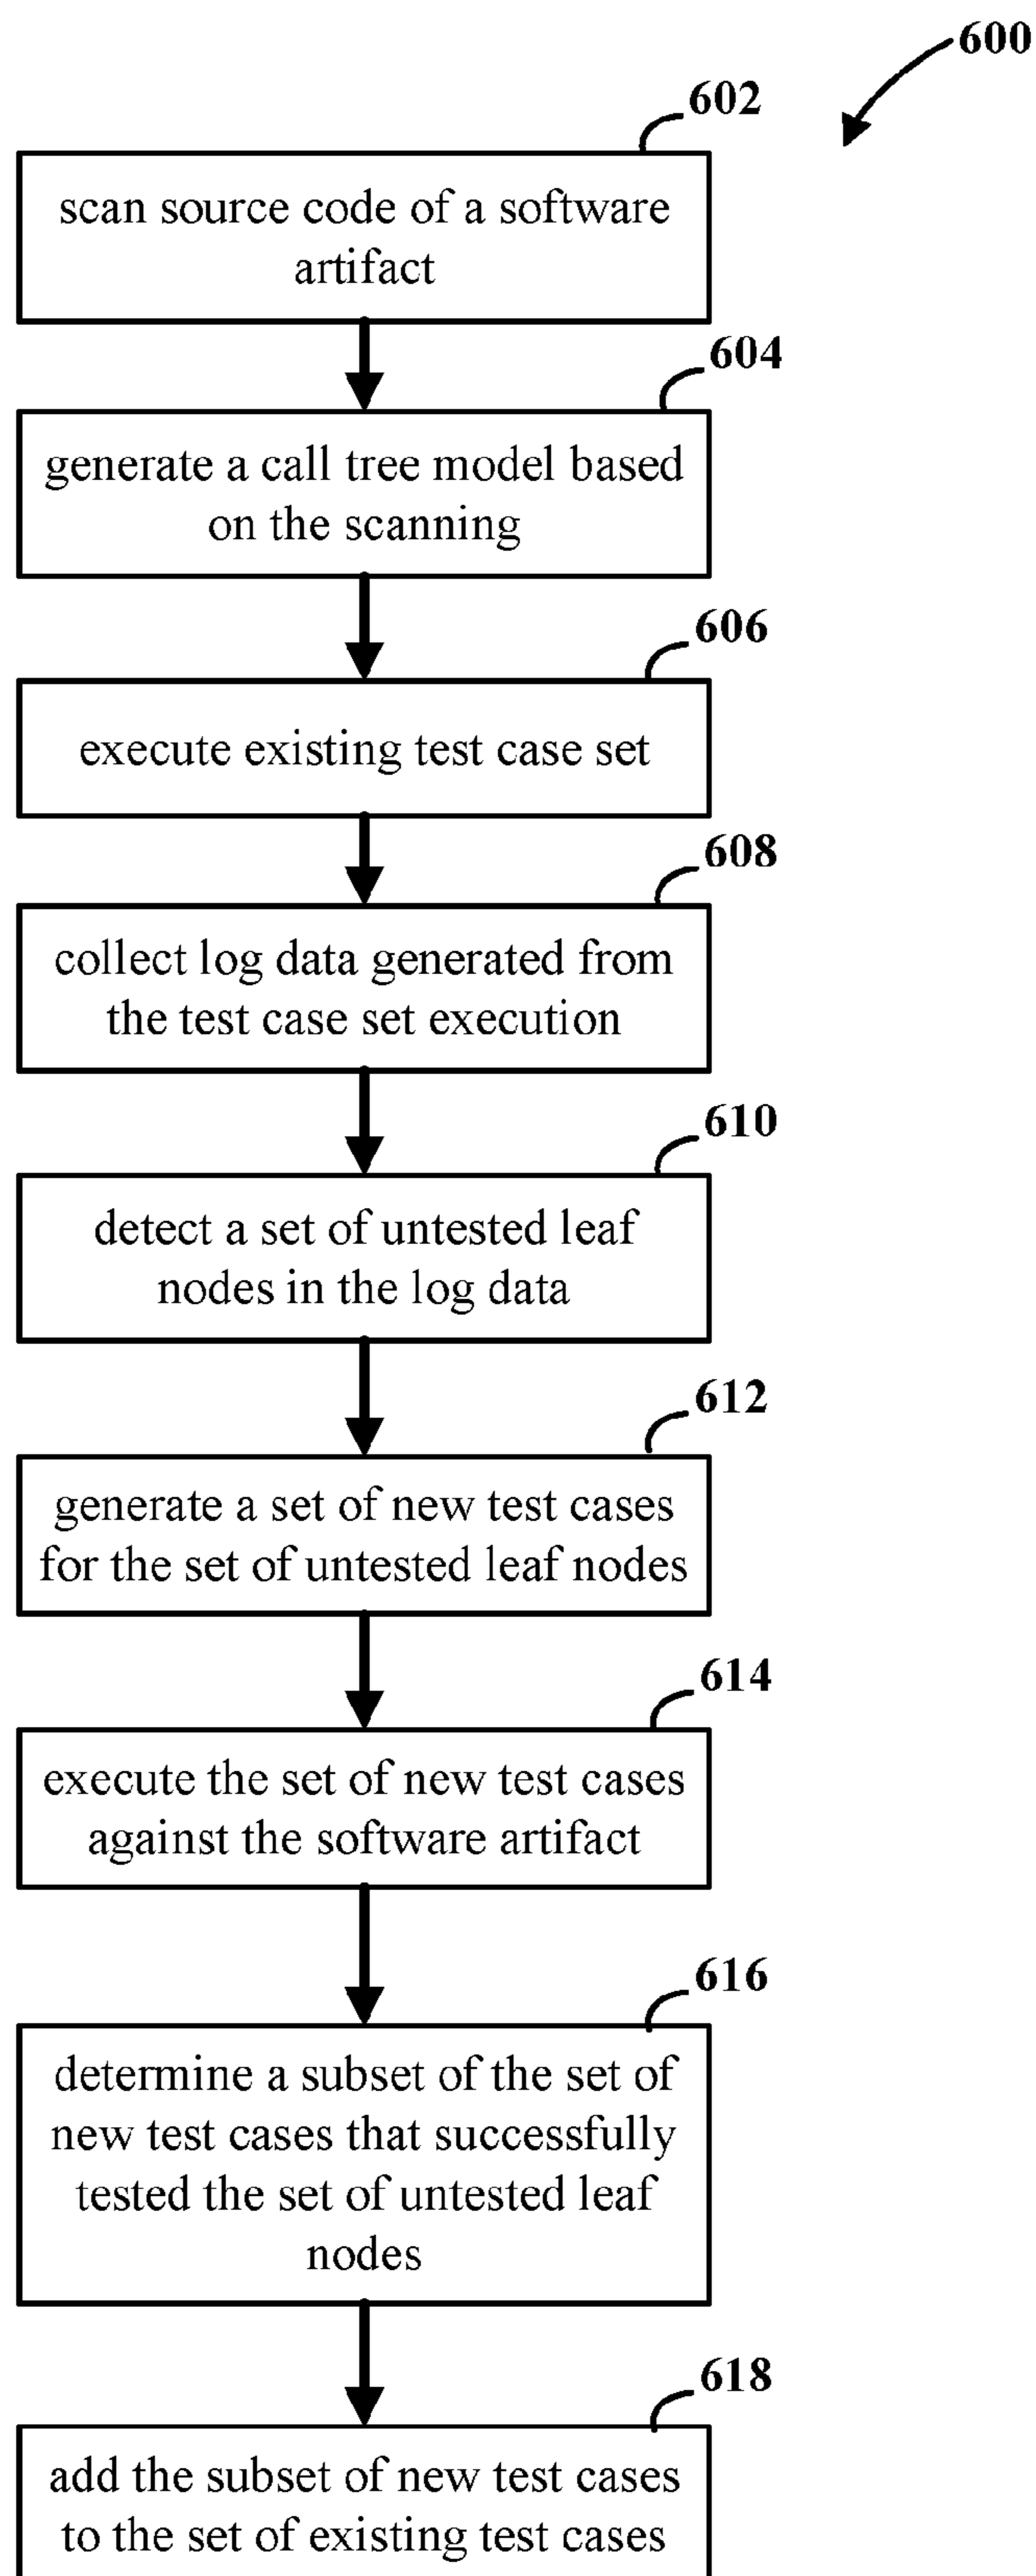 600
602
scan source code of a software
artifact
604
generate a call tree model based
on the scanning
606
execute existing test case set
608
collect log data generated from
the test case set execution
610
detect a set of untested leaf
nodes in the log data
612
generate a set of new test cases
for the set of untested leaf nodes
614
execute the set of new test cases
against the software artifact
616
determine a subset of the set of
new test cases that successfully
tested the set of untested leaf
nodes
618
add the subset of new test cases
to the set of existing test cases